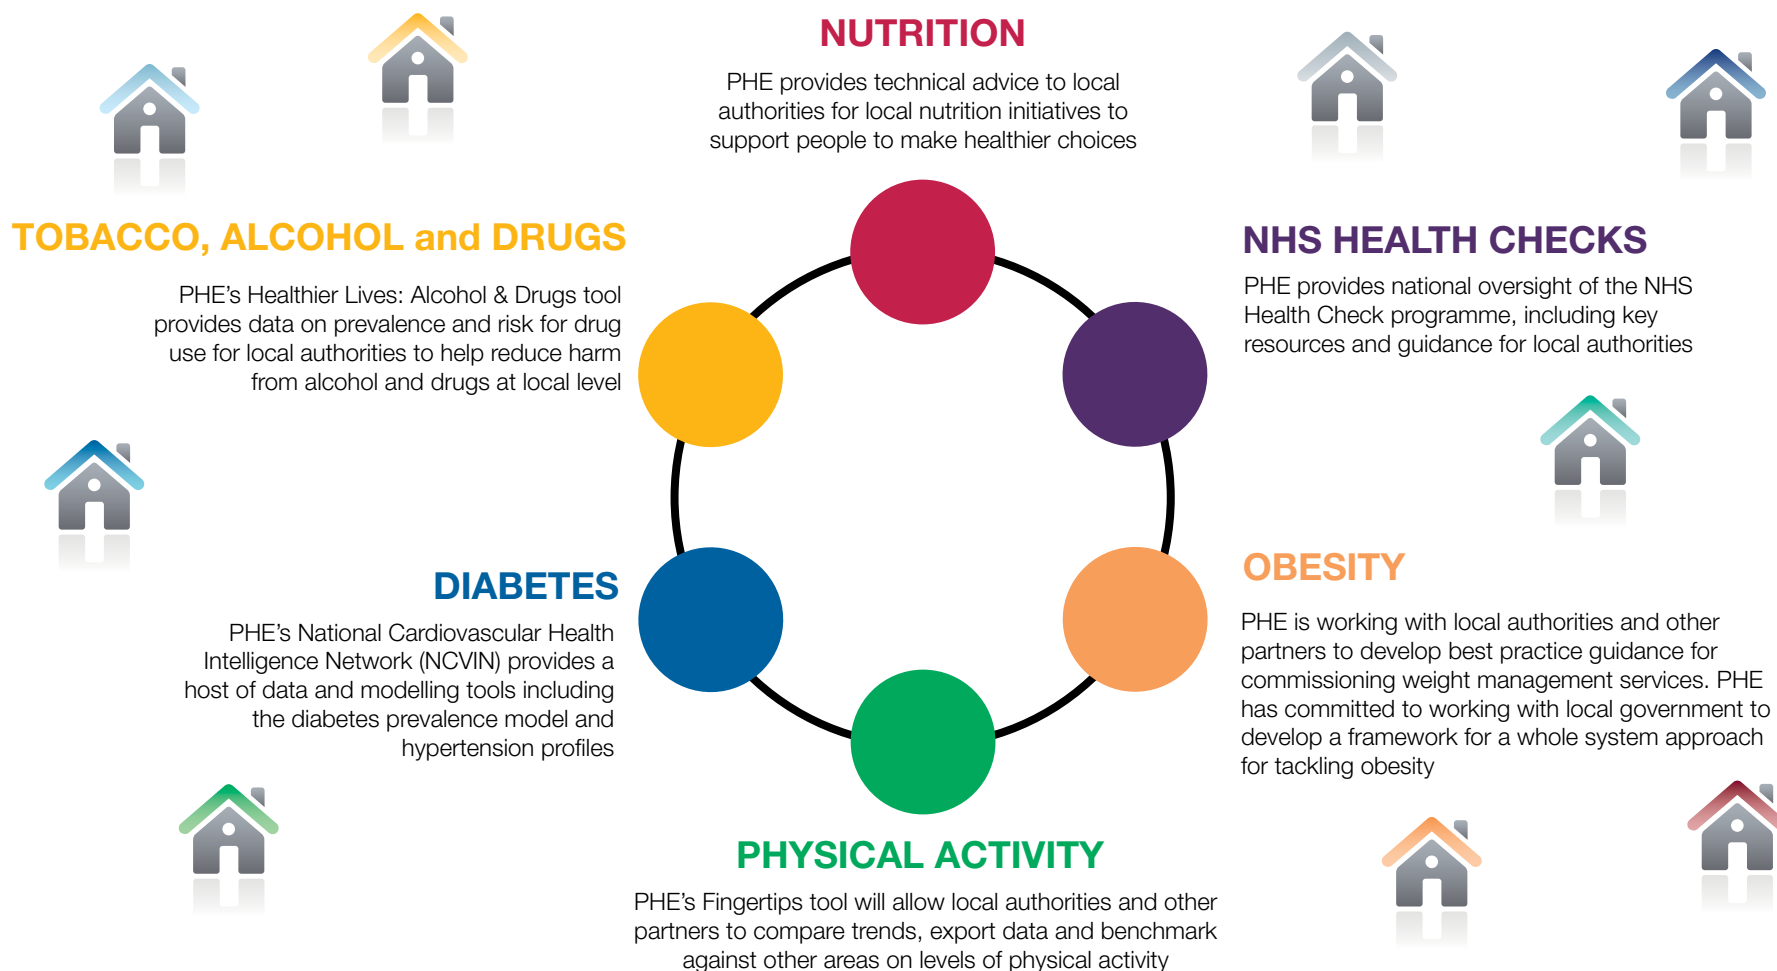 NUTRITION
PHE provides technical advice to local
authorities for local nutrition initiatives to
support people to make healthier choices
TOBACCO, ALCOHOL and DRUGS
PHE’s Healthier Lives: Alcohol & Drugs tool
provides data on prevalence and risk for drug
use for local authorities to help reduce harm
from alcohol and drugs at local level
NHS HEALTH CHECKS
PHE provides national oversight of the NHS
Health Check programme, including key
resources and guidance for local authorities
DIABETES
PHE’s National Cardiovascular Health
Intelligence Network (NCVIN) provides a
host of data and modelling tools including
the diabetes prevalence model and
hypertension profiles
OBESITY
PHE is working with local authorities and other
partners to develop best practice guidance for
commissioning weight management services. PHE
has committed to working with local government to
develop a framework for a whole system approach
for tackling obesity
PHYSICAL ACTIVITY
PHE’s Fingertips tool will allow local authorities and other
partners to compare trends, export data and benchmark
against other areas on levels of physical activity